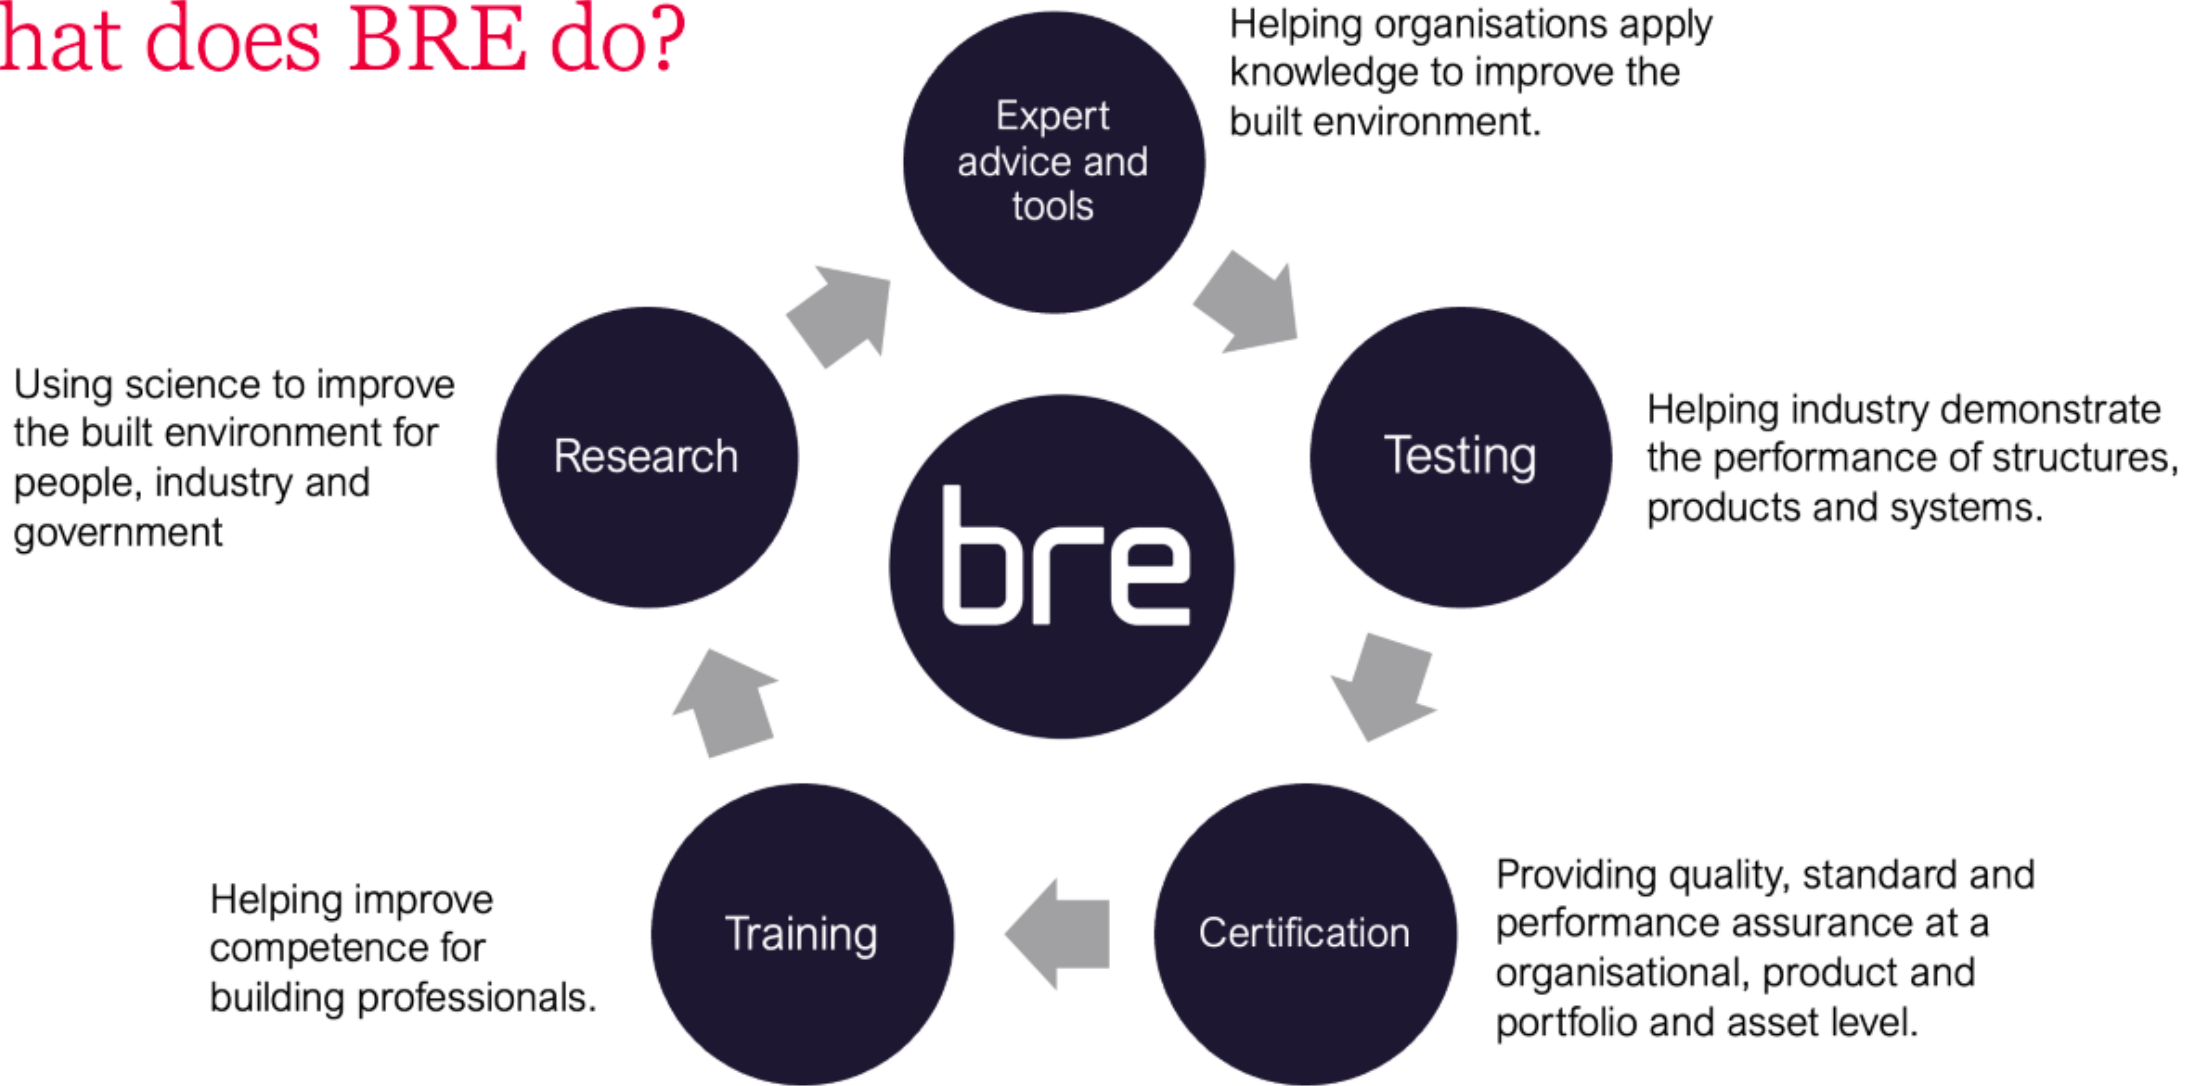 hat does BRE do?
Helping organisations apply
knowledge to improve the
built environment.
Expert
advice and
tools
Using science to improve
the built environment for
people, industry and
government
Research
bre
Testing
Helping industry demonstrate
the performance of structures,
products and systems.
Helping improve
competence for
building professionals.
Training
Certification
Providing quality, standard and
performance assurance at a
organisational, product and
portfolio and asset level.